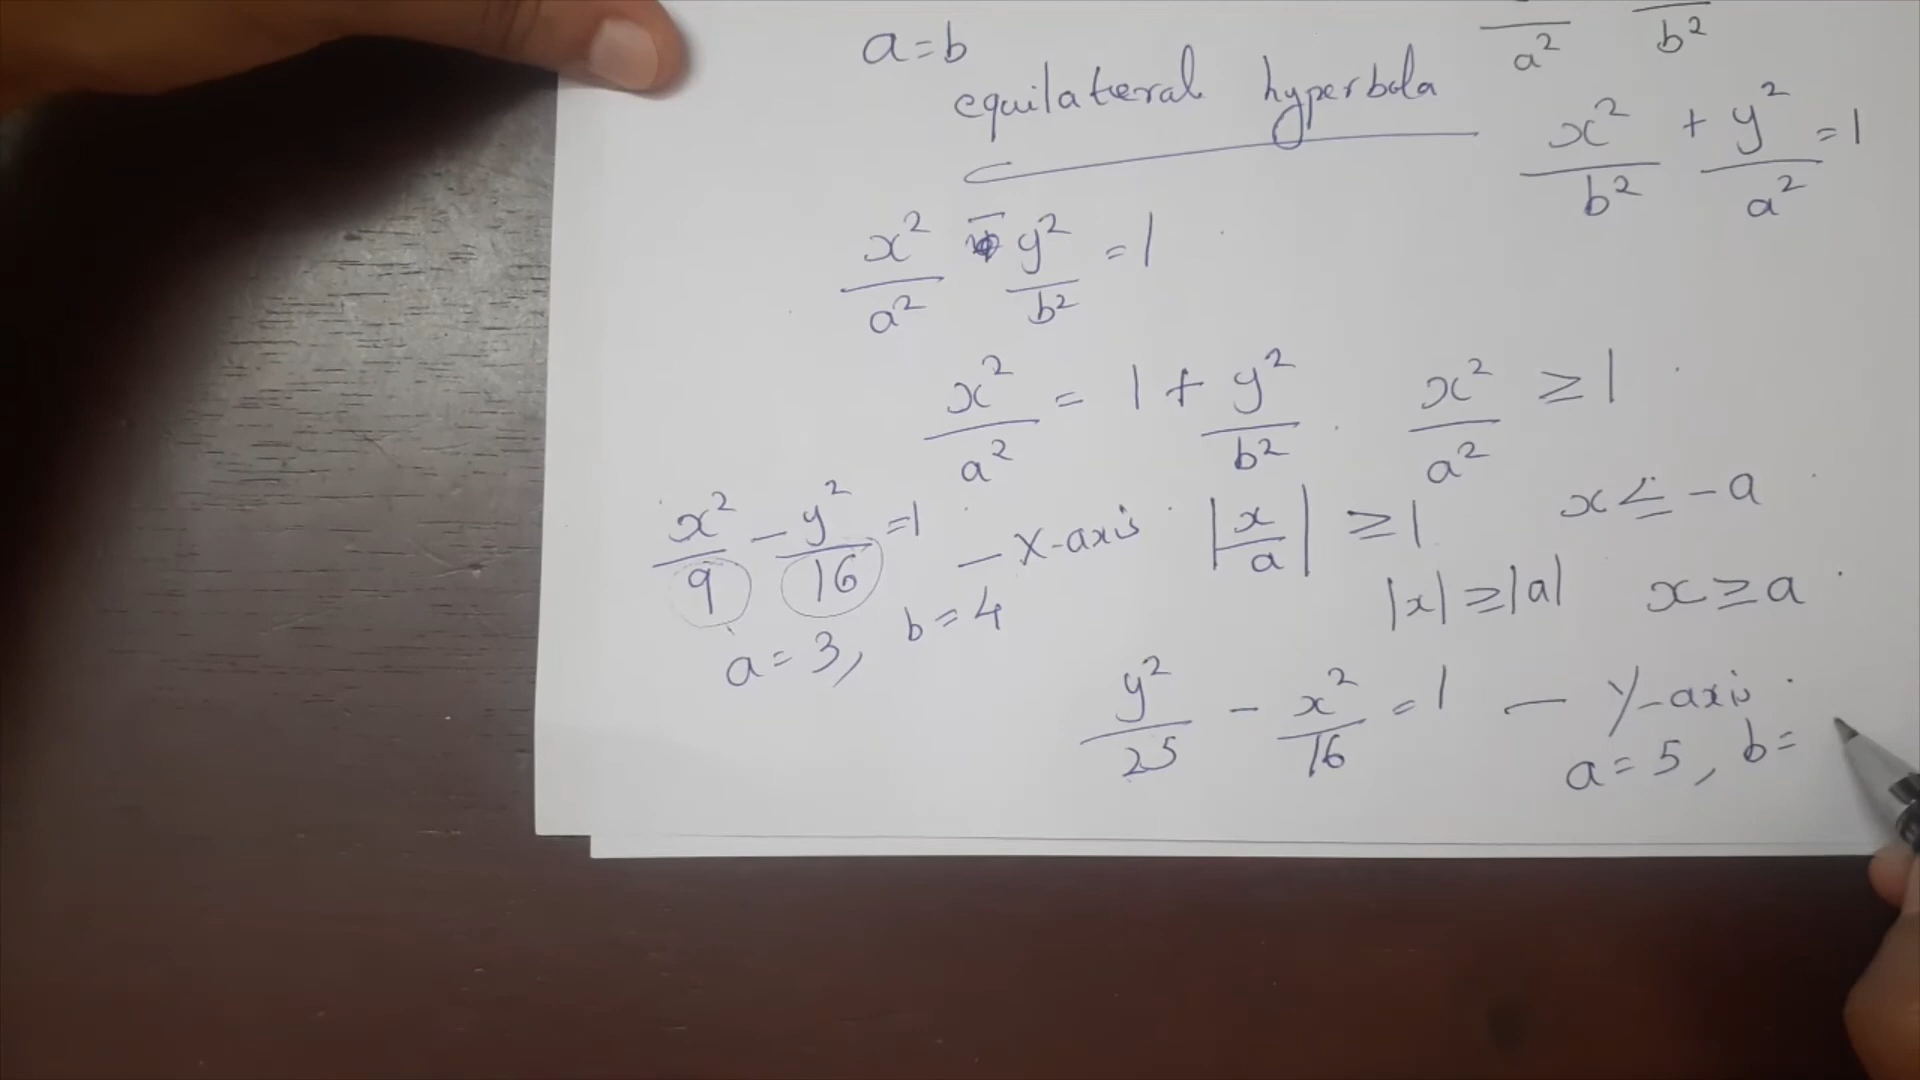 a=b
equilateral hyperbola
a² b²
x²/b² + y²/a² = 1
x²/a² - y²/b² = 1
x²/a² = 1 + y²/b² . x²/a² ≥ 1
x²/9 - y²/16 = 1 - X-axis |x/a| ≥ 1 x ≤ -a
a = 3, b = 4 |x| ≥ |a| x ≥ a
y²/25 - x²/16 = 1 - Y-axis
a = 5, b =